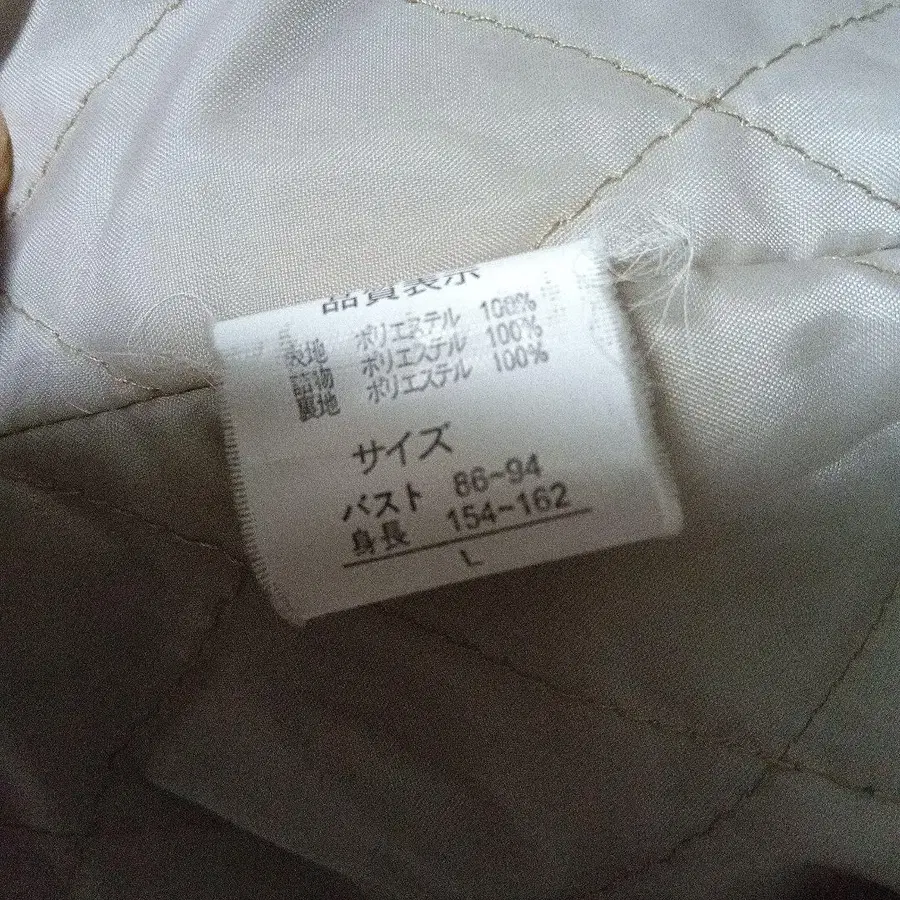 品質表示
表地 ポリエステル 100%
詰物 ポリエステル 100%
裏地 ポリエステル 100%
サイズ
バスト 86~94
身長 154~162
L